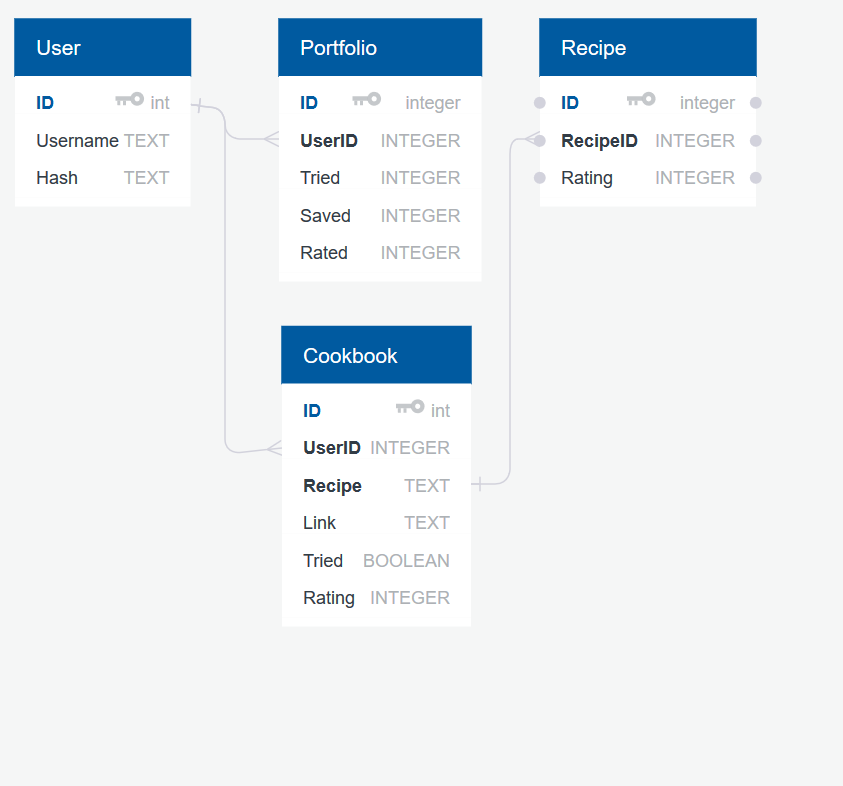 User
ID int
Username TEXT
Hash TEXT
Portfolio
ID integer
UserID INTEGER
Tried INTEGER
Saved INTEGER
Rated INTEGER
Recipe
ID integer
RecipeID INTEGER
Rating INTEGER
Cookbook
ID int
UserID INTEGER
Recipe TEXT
Link TEXT
Tried BOOLEAN
Rating INTEGER